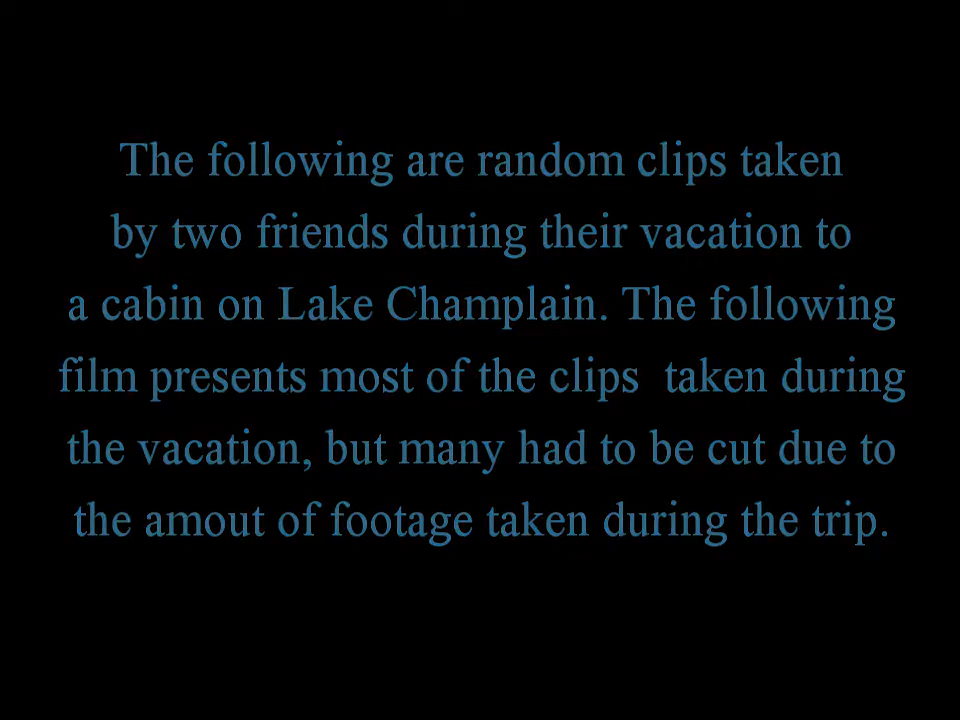 The following are random clips taken
by two friends during their vacation to
a cabin on Lake Champlain. The following
film presents most of the clips  taken during
the vacation, but many had to be cut due to
the amout of footage taken during the trip.